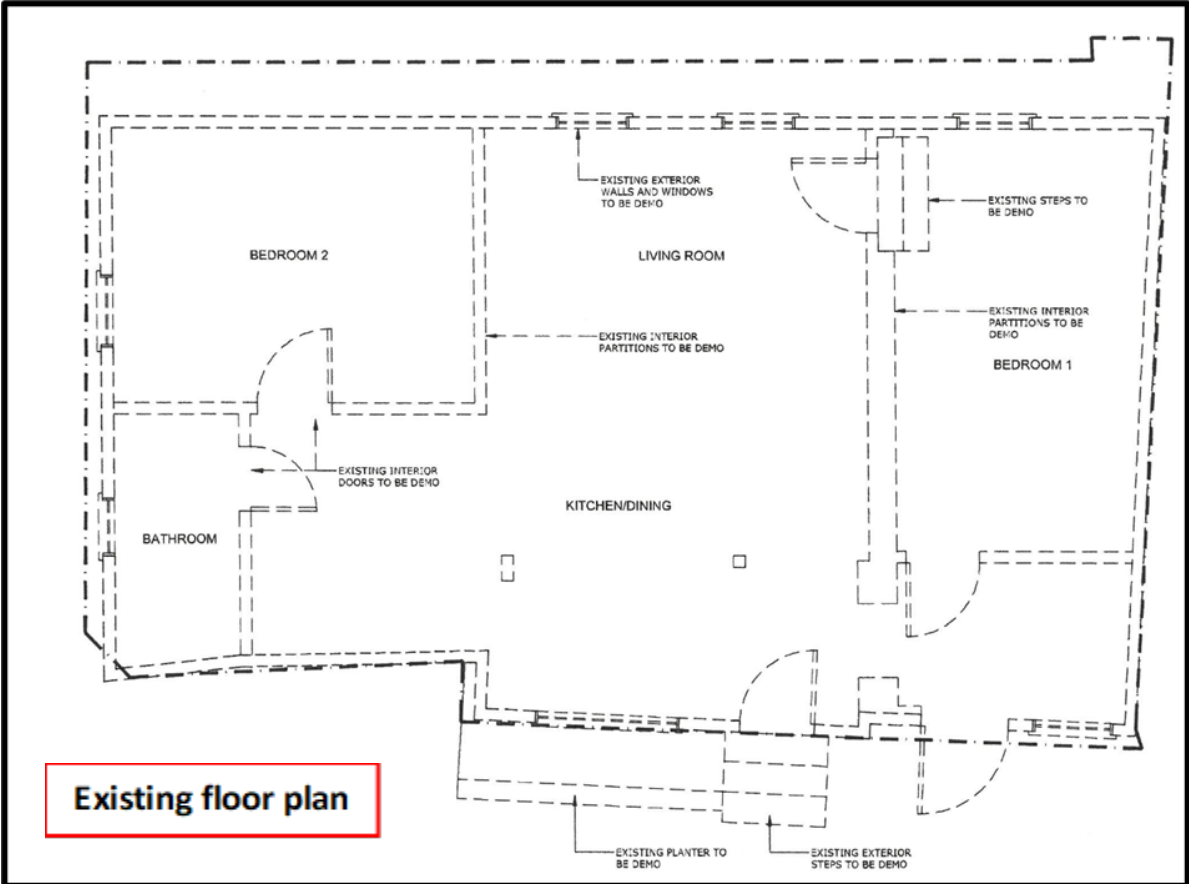 EXISTING EXTERIOR
WALLS AND WINDOWS
TO BE DEMO
EXISTING STEPS TO
BE DEMO
BEDROOM 2
LIVING ROOM
EXISTING INTERIOR
PARTITIONS TO BE
DEMO
EXISTING INTERIOR
PARTITIONS TO BE DEMO
BEDROOM 1
EXISTING INTERIOR
DOORS TO BE DEMO
KITCHEN/DINING
BATHROOM
Existing floor plan
EXISTING PLANTER TO
BE DEMO
EXISTING EXTERIOR
STEPS TO BE DEMO